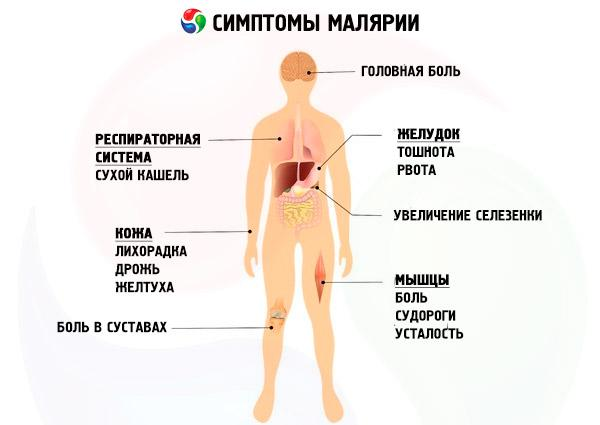 СИМПТОМЫ МАЛЯРИИ
ГОЛОВНАЯ БОЛЬ
РЕСПИРАТОРНАЯ
СИСТЕМА
СУХОЙ КАШЕЛЬ
ЖЕЛУДОК
ТОШНОТА
РВОТА
УВЕЛИЧЕНИЕ СЕЛЕЗЕНКИ
КОЖА
ЛИХОРАДКА
ДРОЖЬ
ЖЕЛТУХА
МЫШЦЫ
БОЛЬ
СУДОРОГИ
УСТАЛОСТЬ
БОЛЬ В СУСТАВАХ